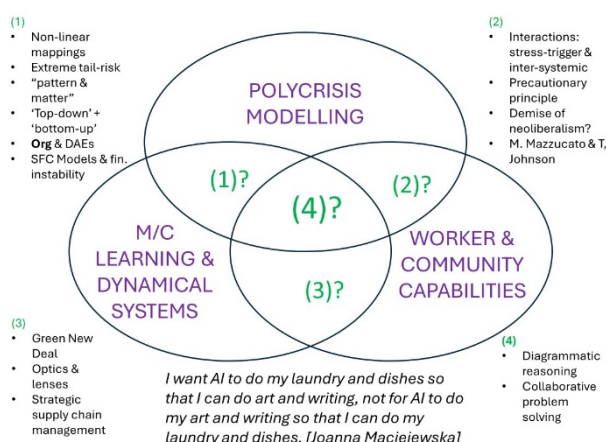 (1)
• Non-linear
mappings
• Extreme tail-risk
• “pattern &
matter”
• ‘Top-down’ +
‘bottom-up’
• Org & DAEs
• SFC Models & fin.
instability
(2)
• Interactions:
stress-trigger &
inter-systemic
• Precautionary
principle
• Demise of
neoliberalism?
• M. Mazzucato & T,
Johnson
POLYCRISIS
MODELLING
(1)?
(2)?
(4)?
M/C
LEARNING &
DYNAMICAL
SYSTEMS
WORKER &
COMMUNITY
CAPABILITIES
(3)?
(3)
• Green New
Deal
• Optics &
lenses
• Strategic
supply chain
management
(4)
• Diagrammatic
reasoning
• Collaborative
problem
solving
I want AI to do my laundry and dishes so
that I can do art and writing, not for AI to do
my art and writing so that I can do my
laundry and dishes. [Joanna Maciejewska]